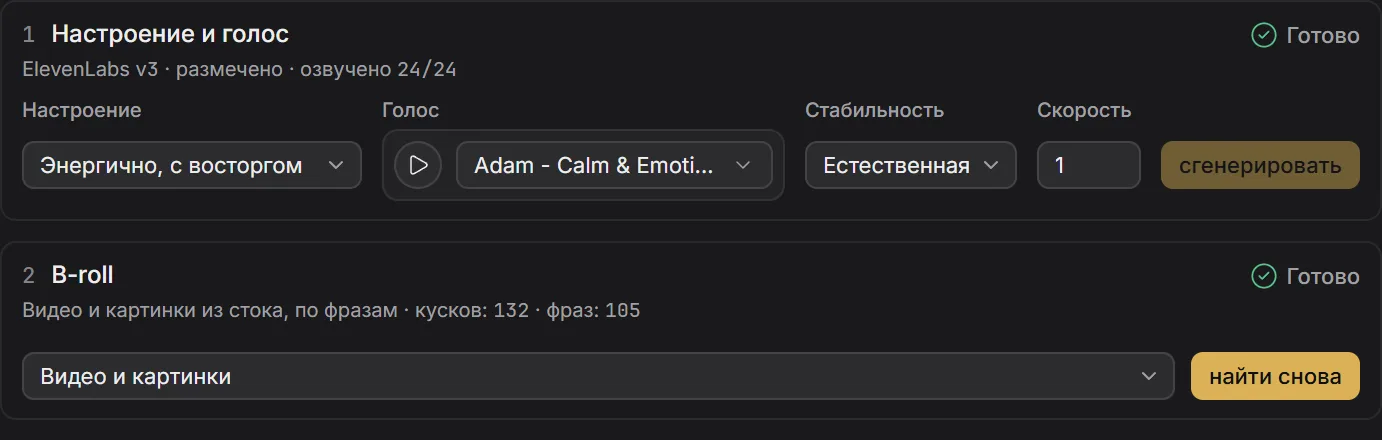 1 Настроение и голос
Готово
ElevenLabs v3 · размечено · озвучено 24/24
Настроение
Голос
Стабильность
Скорость
Энергично, с восторгом
Adam - Calm & Emoti...
Естественная
1
сгенерировать
2 B-roll
Готово
Видео и картинки из стока, по фразам · кусков: 132 · фраз: 105
Видео и картинки
найти снова